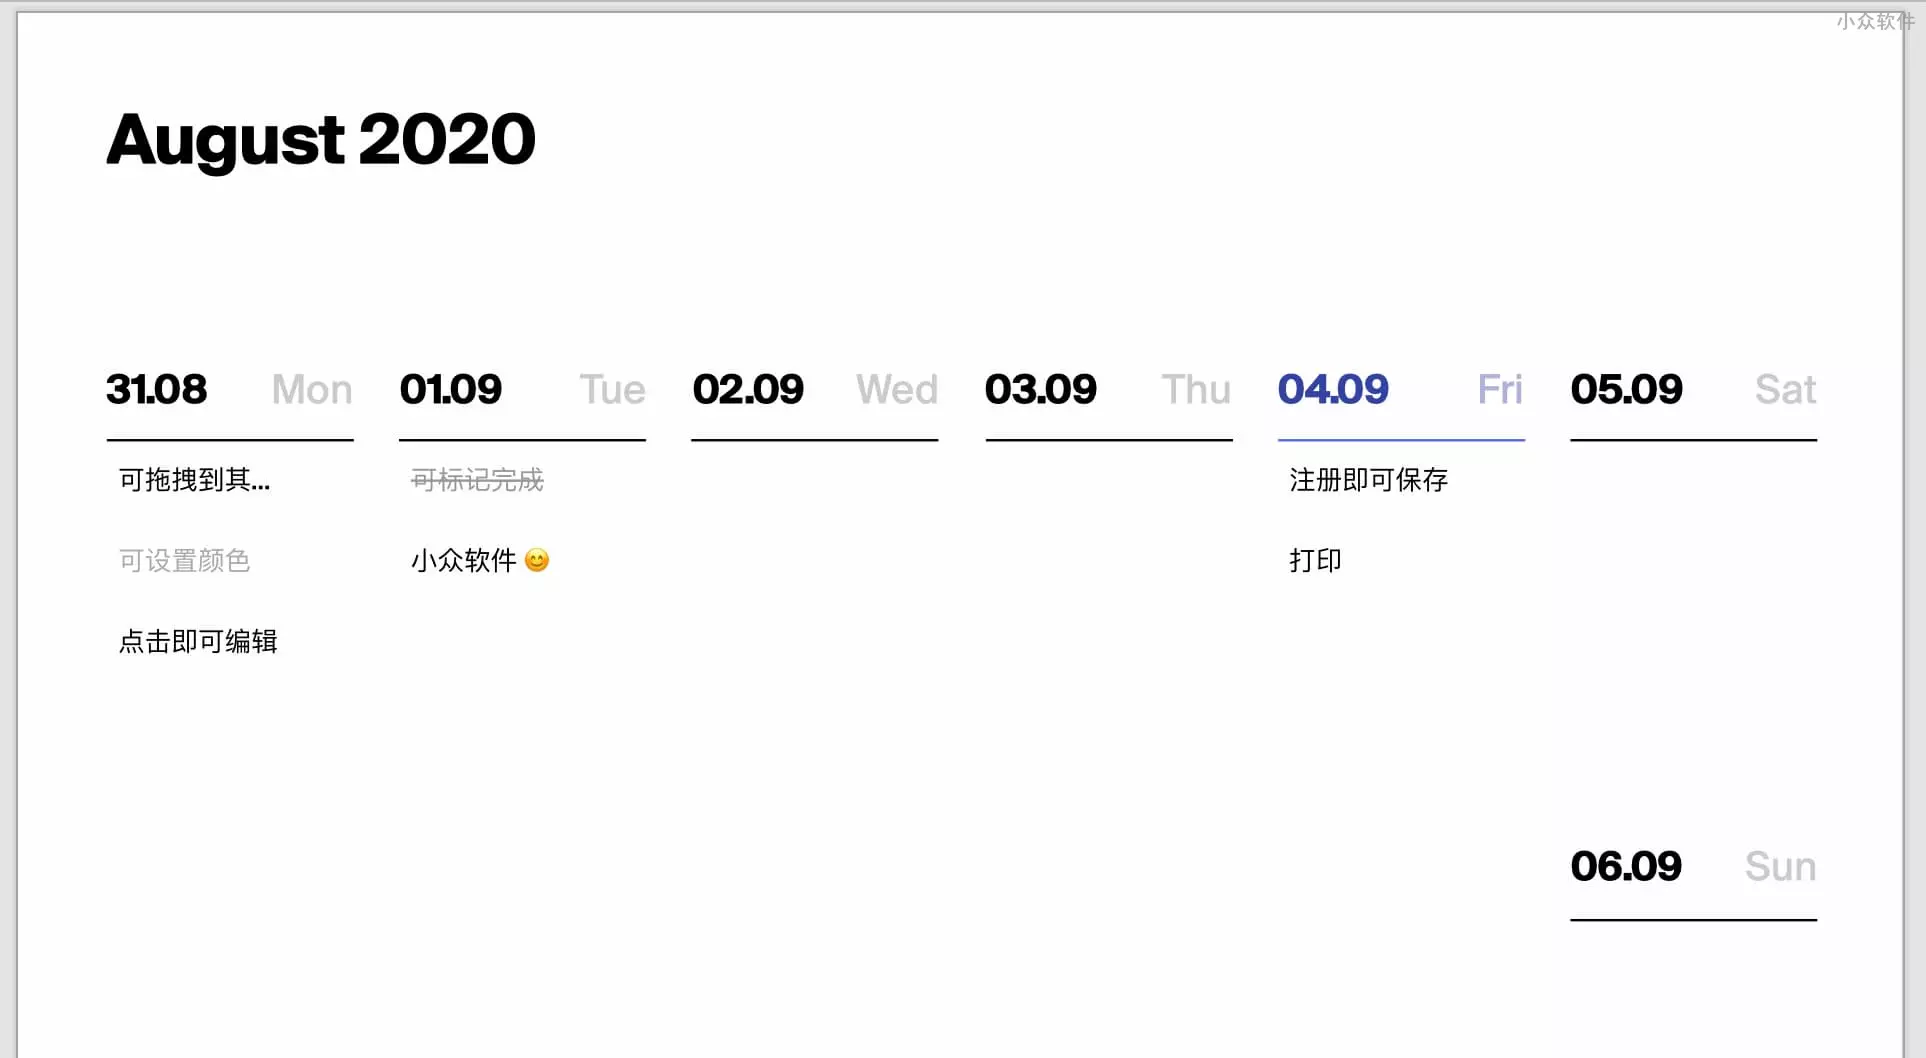 小众软件
August 2020
31.08 Mon
可拖拽到其...
可设置颜色
点击即可编辑
01.09 Tue
可标记完成
小众软件 😊
02.09 Wed
03.09 Thu
04.09 Fri
注册即可保存
打印
05.09 Sat
06.09 Sun